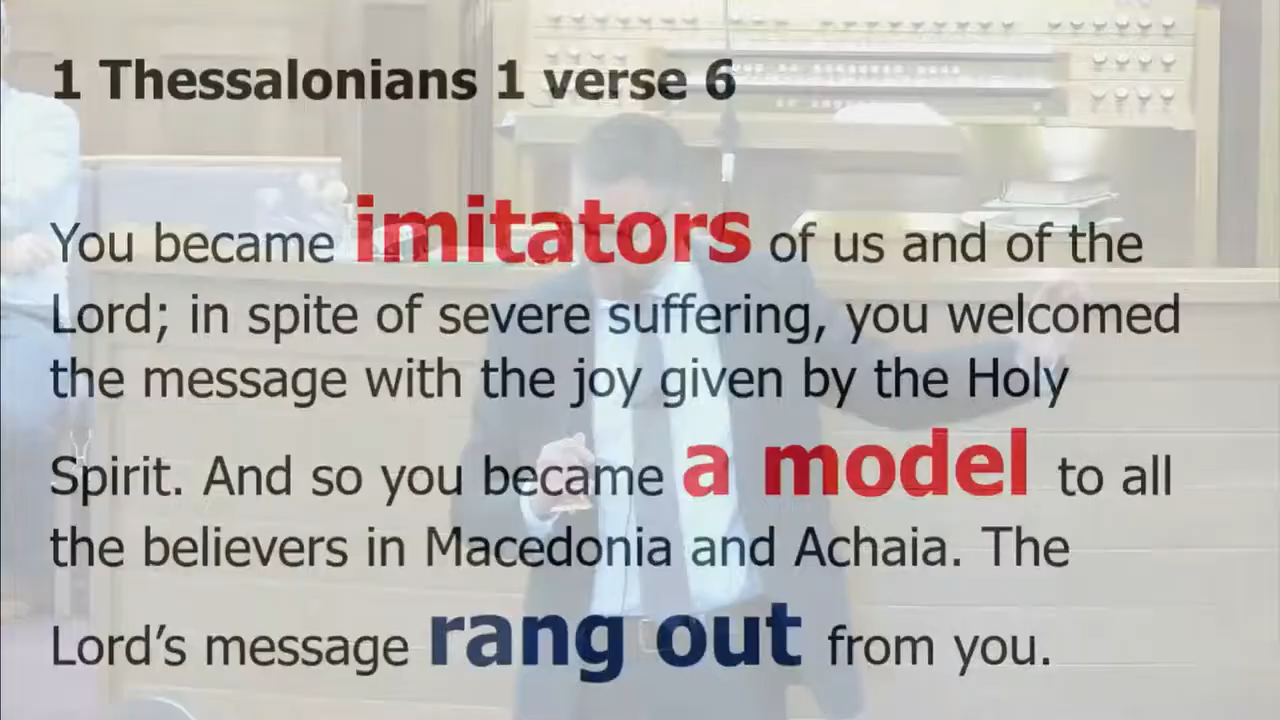 1 Thessalonians 1 verse 6
You became imitators of us and of the
Lord; in spite of severe suffering, you welcomed
the message with the joy given by the Holy
Spirit. And so you became a model to all
the believers in Macedonia and Achaia. The
Lord’s message rang out from you.